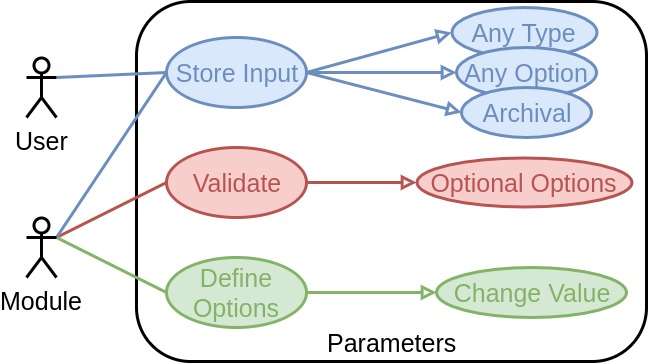 Any Type
Store Input
Any Option
Archival
User
Validate
Optional Options
Module
Define
Options
Change Value
Parameters